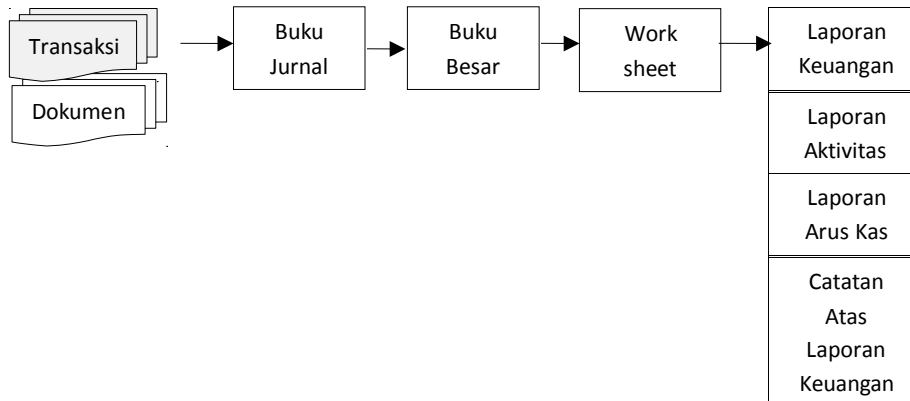 Transaksi
Dokumen
Buku
Jurnal
Buku
Besar
Work
sheet
Laporan
Keuangan
Laporan
Aktivitas
Laporan
Arus Kas
Catatan
Atas
Laporan
Keuangan